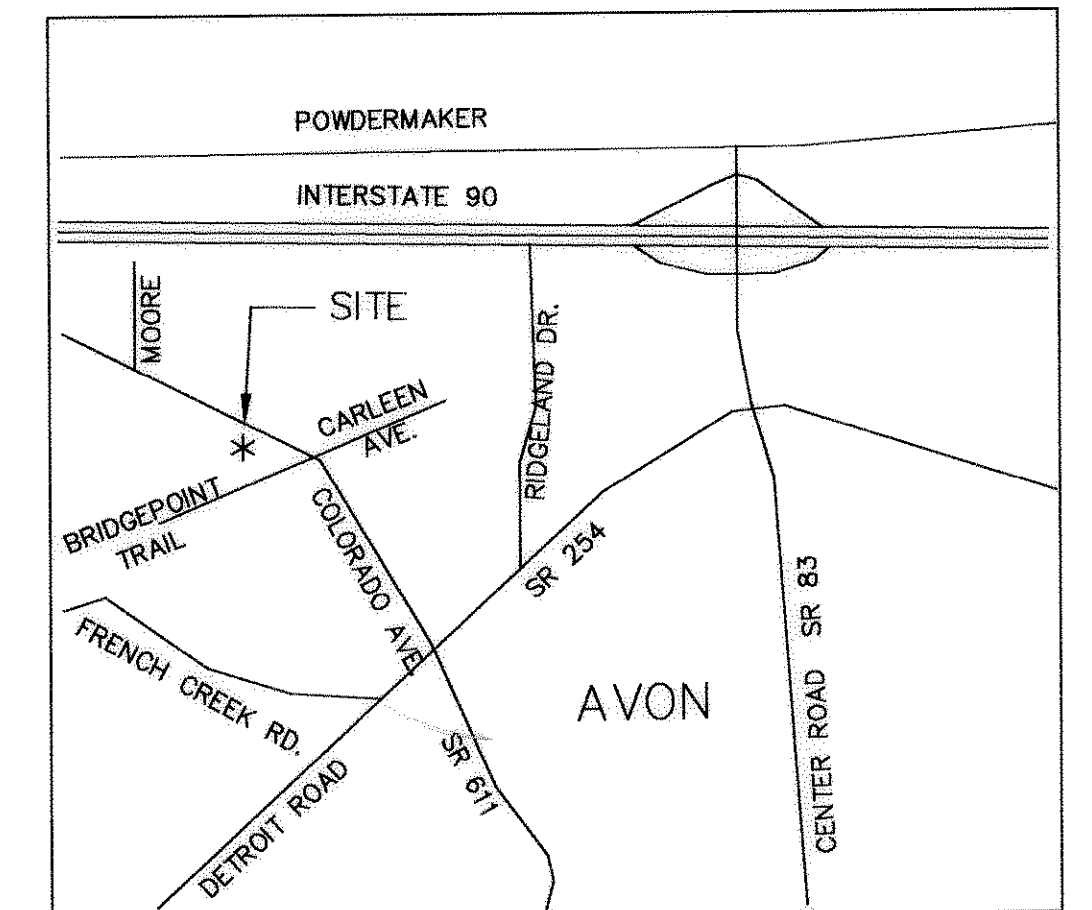 POWDERMAKER
INTERSTATE 90
MOORE
SITE
RIDGELAND DR.
CARLEEN
AVE.
BRIDGEPOINT
TRAIL
COLORADO AVE.
SR 254
FRENCH CREEK RD.
CENTER ROAD SR 83
AVON
SR 611
DETROIT ROAD